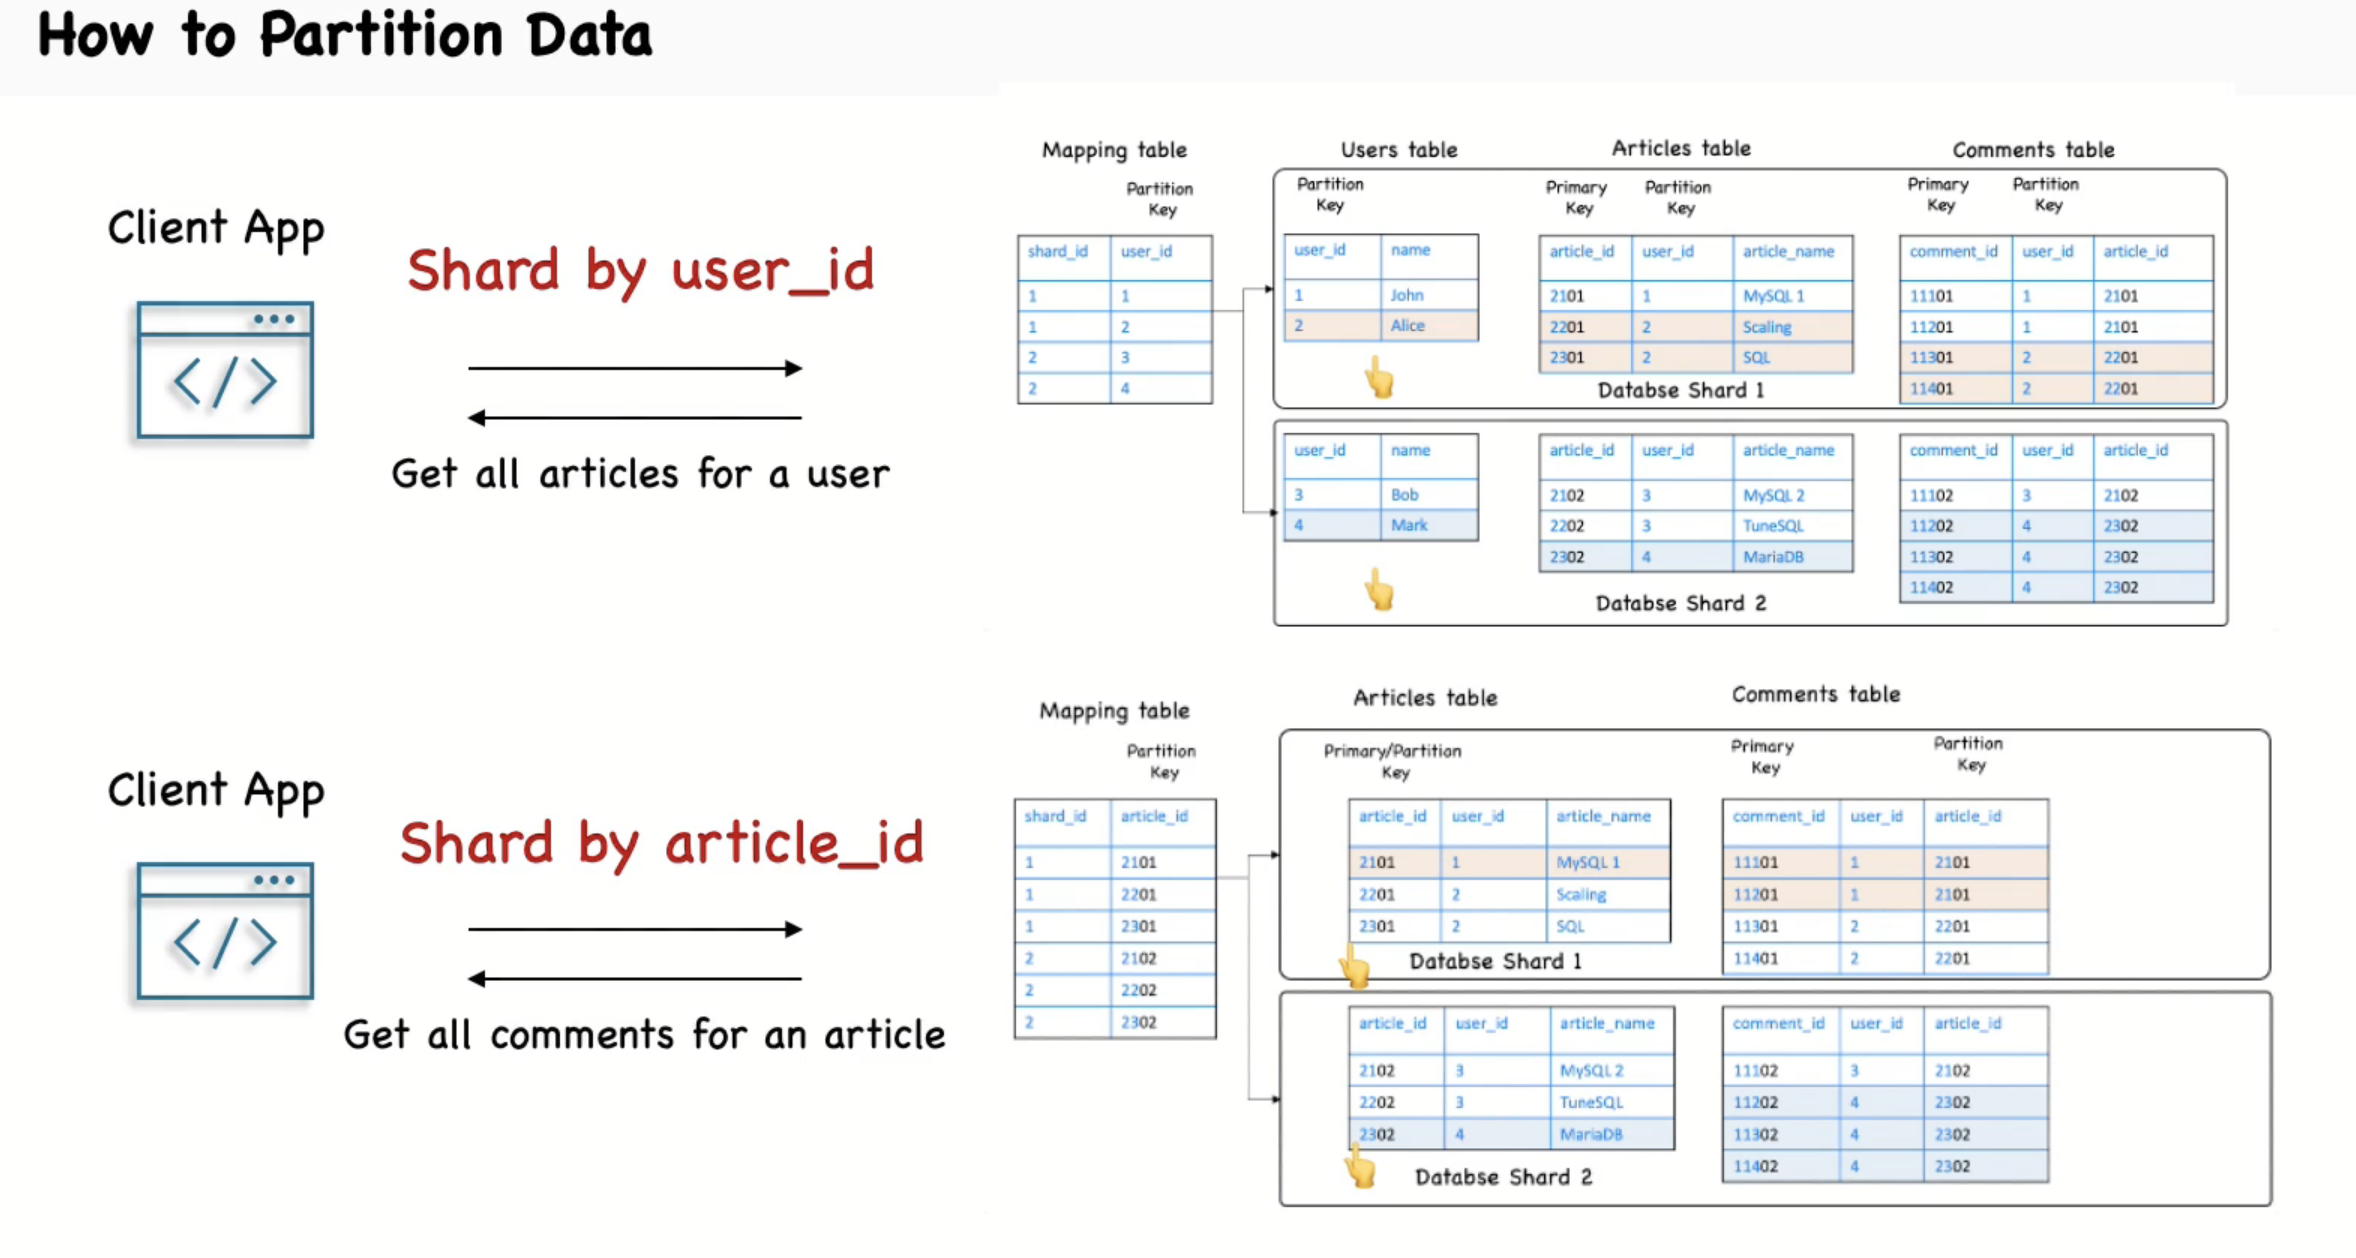 How to Partition Data
Client App
Shard by user_id
Get all articles for a user
Mapping table
Partition
Key
shard_id user_id
1 1
1 2
2 3
2 4
Users table
Partition
Key
user_id name
1 John
2 Alice
Articles table
Primary
Key
Partition
Key
article_id user_id article_name
2101 1 MySQL 1
2201 2 Scaling
2301 2 SQL
Databse Shard 1
Comments table
Primary
Key
Partition
Key
comment_id user_id article_id
11101 1 2101
11201 1 2101
11301 2 2201
11401 2 2201
user_id name
3 Bob
4 Mark
article_id user_id article_name
2102 3 MySQL 2
2202 3 TuneSQL
2302 4 MariaDB
Databse Shard 2
comment_id user_id article_id
11102 3 2102
11202 4 2302
11302 4 2302
11402 4 2302
Client App
Shard by article_id
Get all comments for an article
Mapping table
Partition
Key
shard_id article_id
1 2101
1 2201
1 2301
2 2102
2 2202
2 2302
Articles table
Primary/Partition
Key
article_id user_id article_name
2101 1 MySQL 1
2201 2 Scaling
2301 2 SQL
Databse Shard 1
Comments table
Primary
Key
Partition
Key
comment_id user_id article_id
11101 1 2101
11201 1 2101
11301 2 2201
11401 2 2201
article_id user_id article_name
2102 3 MySQL 2
2202 3 TuneSQL
2302 4 MariaDB
Databse Shard 2
comment_id user_id article_id
11102 3 2102
11202 4 2302
11302 4 2302
11402 4 2302